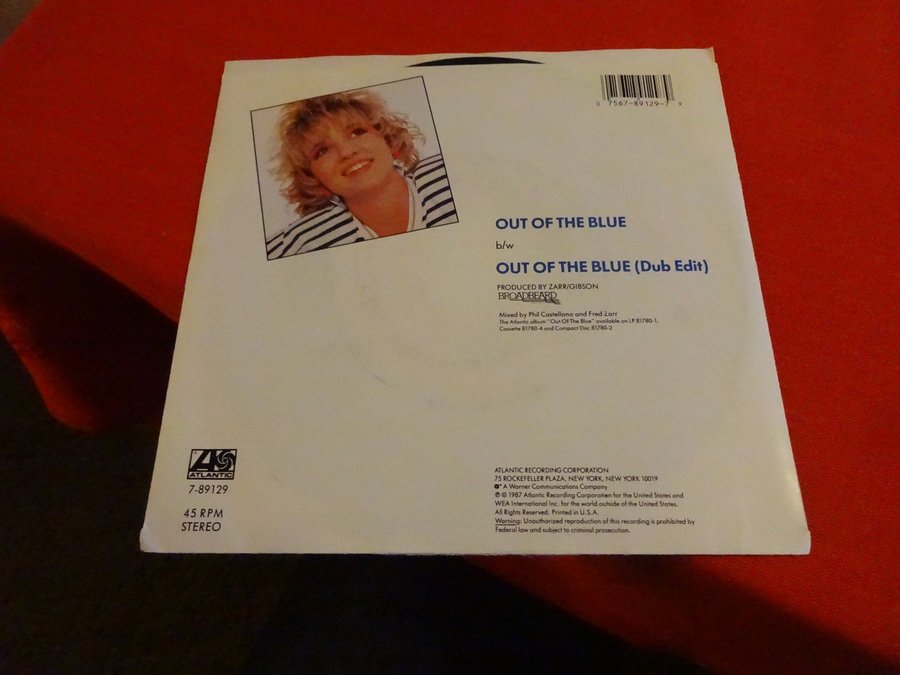 0 7567-89129-7 9
OUT OF THE BLUE
b/w
OUT OF THE BLUE (Dub Edit)
PRODUCED BY ZARR/GIBSON
BROADBEARD
Mixed by Phil Castellano and Fred Zarr
The Atlantic album "Out Of The Blue" available on LP 81780-1,
Cassette 81780-4 and Compact Disc 81780-2
ATLANTIC
7-89129
45 RPM
STEREO
ATLANTIC RECORDING CORPORATION
75 ROCKEFELLER PLAZA, NEW YORK, NEW YORK 10019
A Warner Communications Company
℗ © 1987 Atlantic Recording Corporation for the United States and
WEA International Inc. for the world outside of the United States.
All Rights Reserved. Printed in U.S.A.
Warning: Unauthorized reproduction of this recording is prohibited by
Federal law and subject to criminal prosecution.